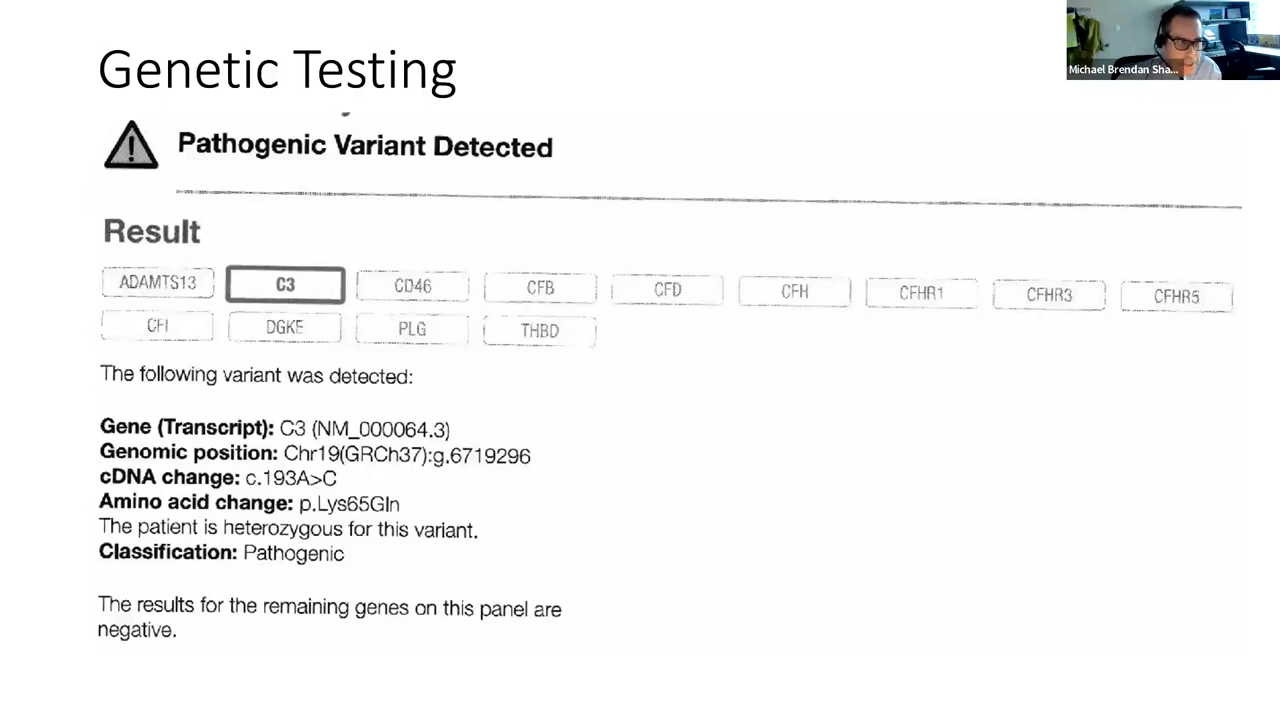 Genetic Testing
Michael Brendan Sha...
Pathogenic Variant Detected
Result
ADAMTS13 C3 CD46 CFB CFD CFH CFHR1 CFHR3 CFHR5
CFI DGKE PLG THBD
The following variant was detected:
Gene (Transcript): C3 (NM_000064.3)
Genomic position: Chr19(GRCh37):g.6719296
cDNA change: c.193A>C
Amino acid change: p.Lys65Gln
The patient is heterozygous for this variant.
Classification: Pathogenic
The results for the remaining genes on this panel are
negative.